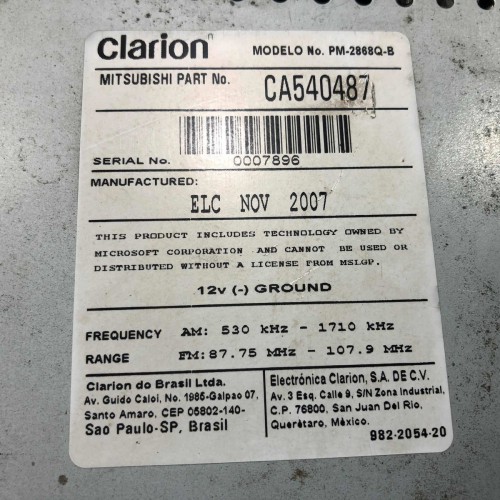 Clarion MODELO No. PM-2868Q-B
MITSUBISHI PART No. CA540487
SERIAL No. 0007896
MANUFACTURED:
ELC NOV 2007
THIS PRODUCT INCLUDES TECHNOLOGY OWNED BY
MICROSOFT CORPORATION AND CANNOT BE USED OR
DISTRIBUTED WITHOUT A LICENSE FROM MSLGP.
12v (-) GROUND
FREQUENCY AM: 530 kHz - 1710 kHz
RANGE FM:87.75 MHz - 107.9 MHz
Clarion do Brasil Ltda.
Av. Guido Caloi, No. 1985-Galpao 07,
Santo Amaro, CEP 05802-140-
Sao Paulo-SP, Brasil
Electrónica Clarion, S.A. DE C.V.
Av. 3 Esq. Calle 9, S/N Zona Industrial,
C.P. 76800, San Juan Del Rio,
Querétaro, México.
982-2054-20